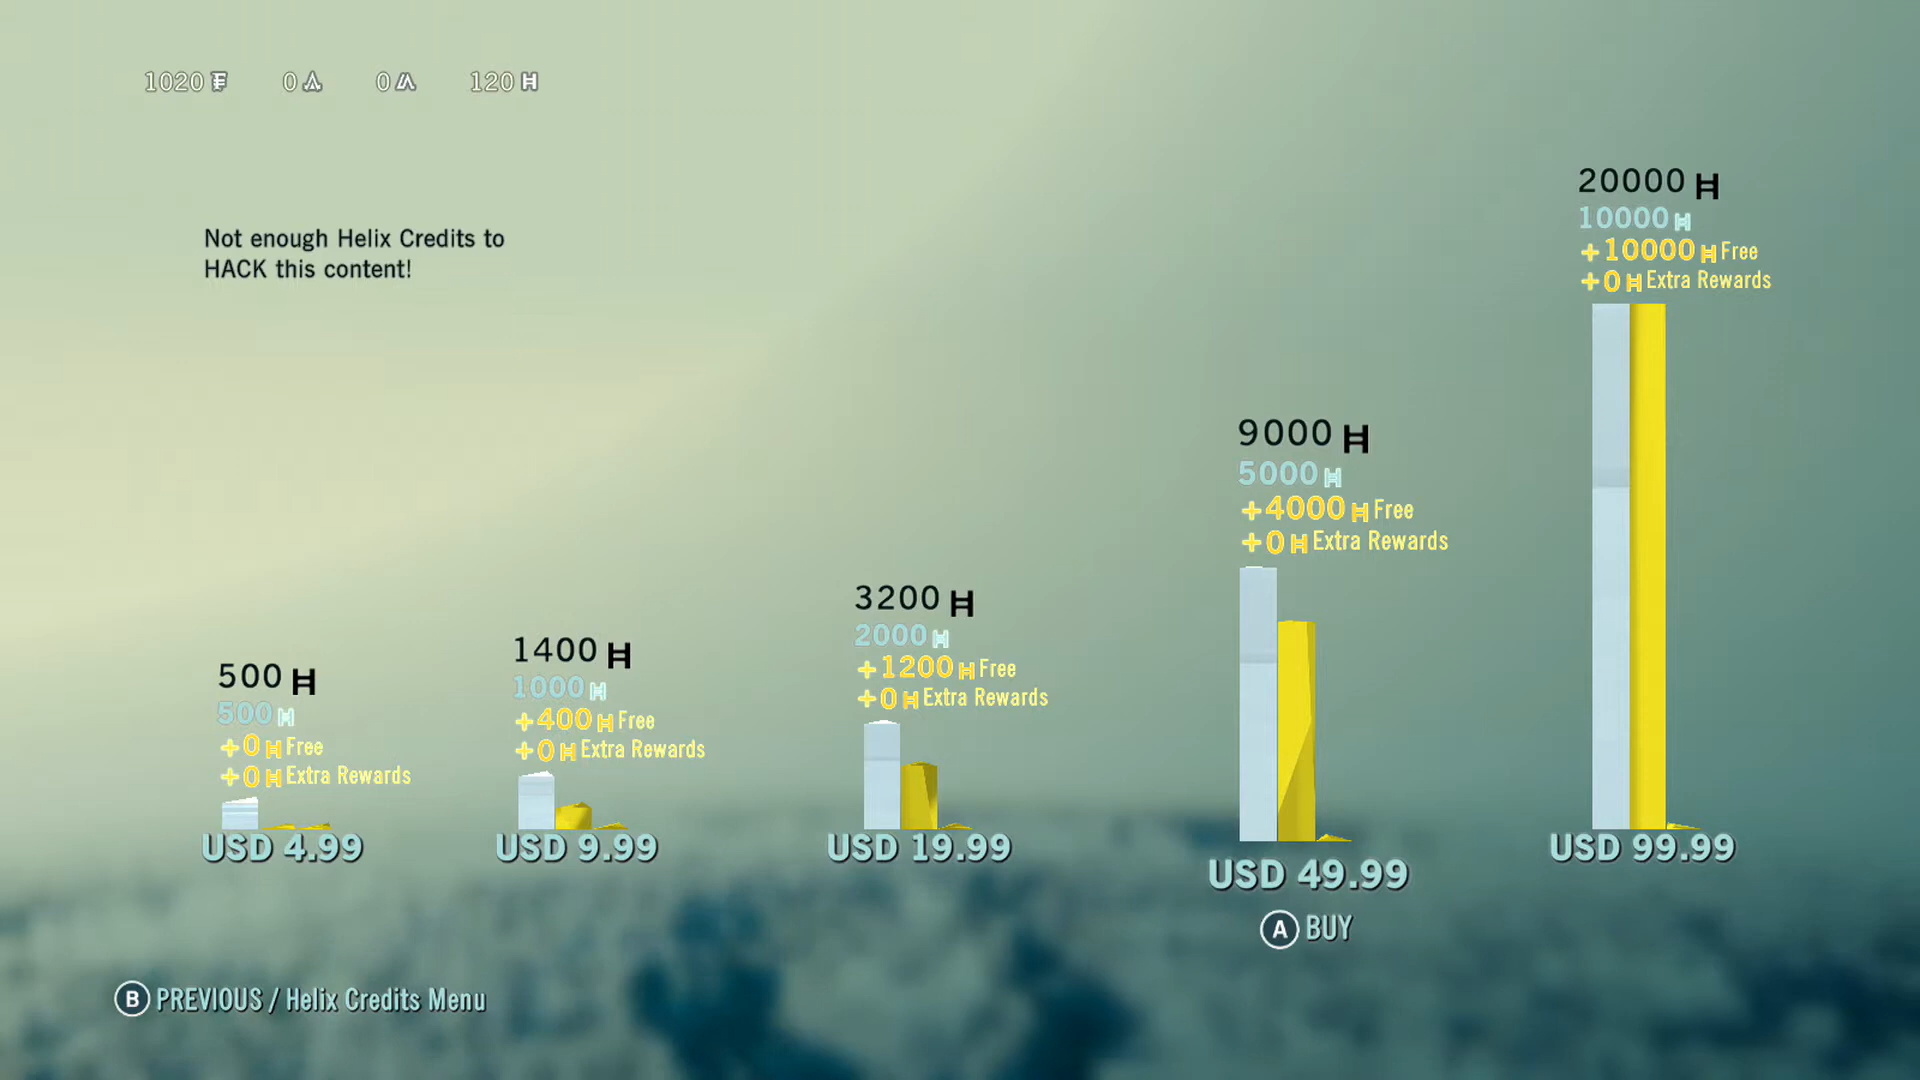 1020 0 0 120 H
Not enough Helix Credits to
HACK this content!
500 H
500 H
+0 H Free
+0 H Extra Rewards
USD 4.99
1400 H
1000 H
+400 H Free
+0 H Extra Rewards
USD 9.99
3200 H
2000 H
+1200 H Free
+0 H Extra Rewards
USD 19.99
9000 H
5000 H
+4000 H Free
+0 H Extra Rewards
USD 49.99
A BUY
20000 H
10000 H
+10000 H Free
+0 H Extra Rewards
USD 99.99
B PREVIOUS / Helix Credits Menu